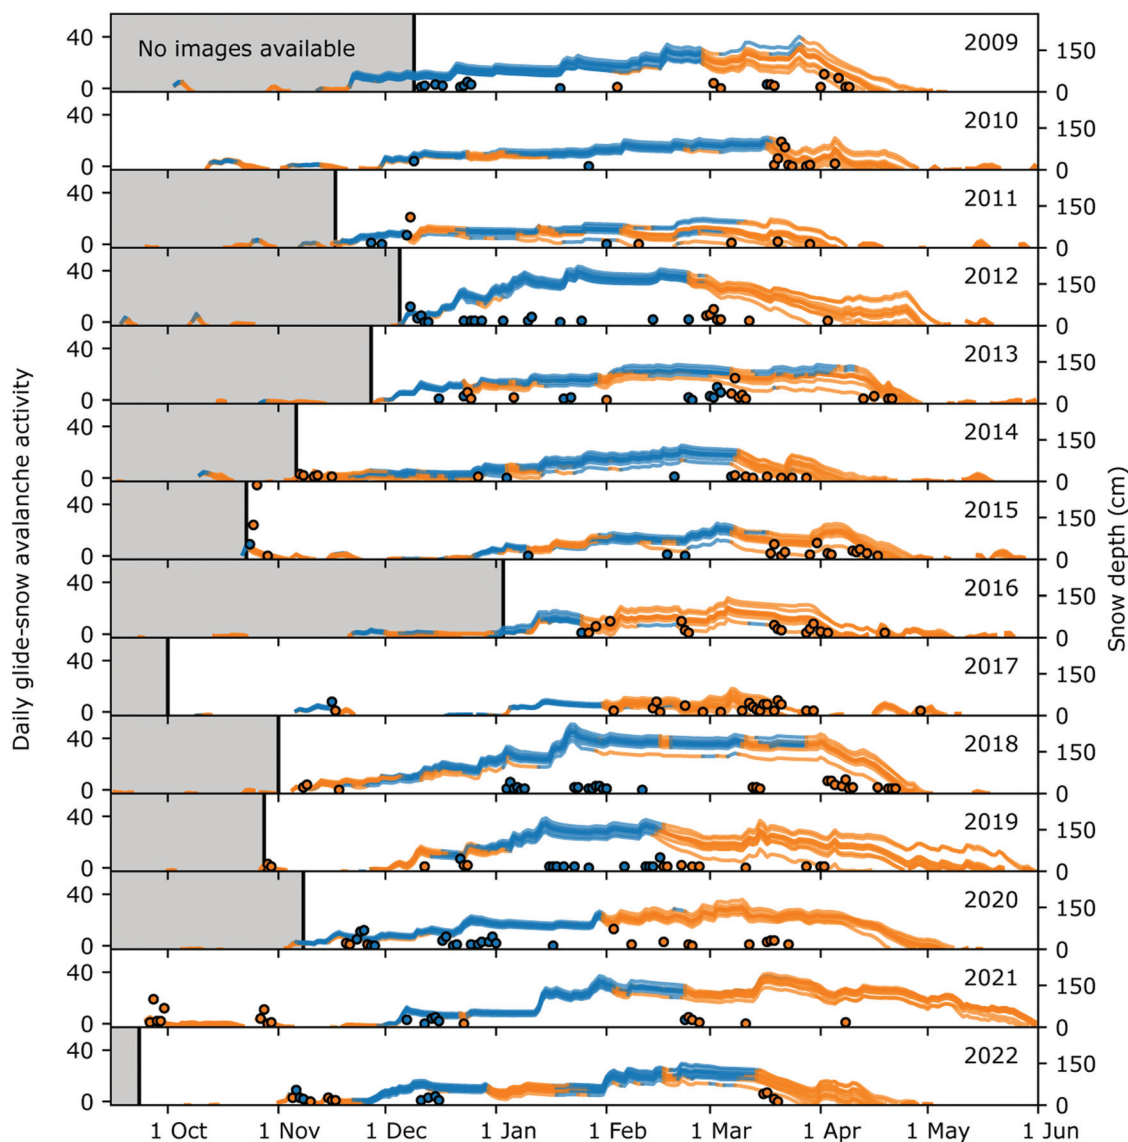 Daily glide-snow avalanche activity
Snow depth (cm)
40 No images available 2009 150
0 0
40 2010 150
0 0
40 2011 150
0 0
40 2012 150
0 0
40 2013 150
0 0
40 2014 150
0 0
40 2015 150
0 0
40 2016 150
0 0
40 2017 150
0 0
40 2018 150
0 0
40 2019 150
0 0
40 2020 150
0 0
40 2021 150
0 0
40 2022 150
0 0
1 Oct 1 Nov 1 Dec 1 Jan 1 Feb 1 Mar 1 Apr 1 May 1 Jun